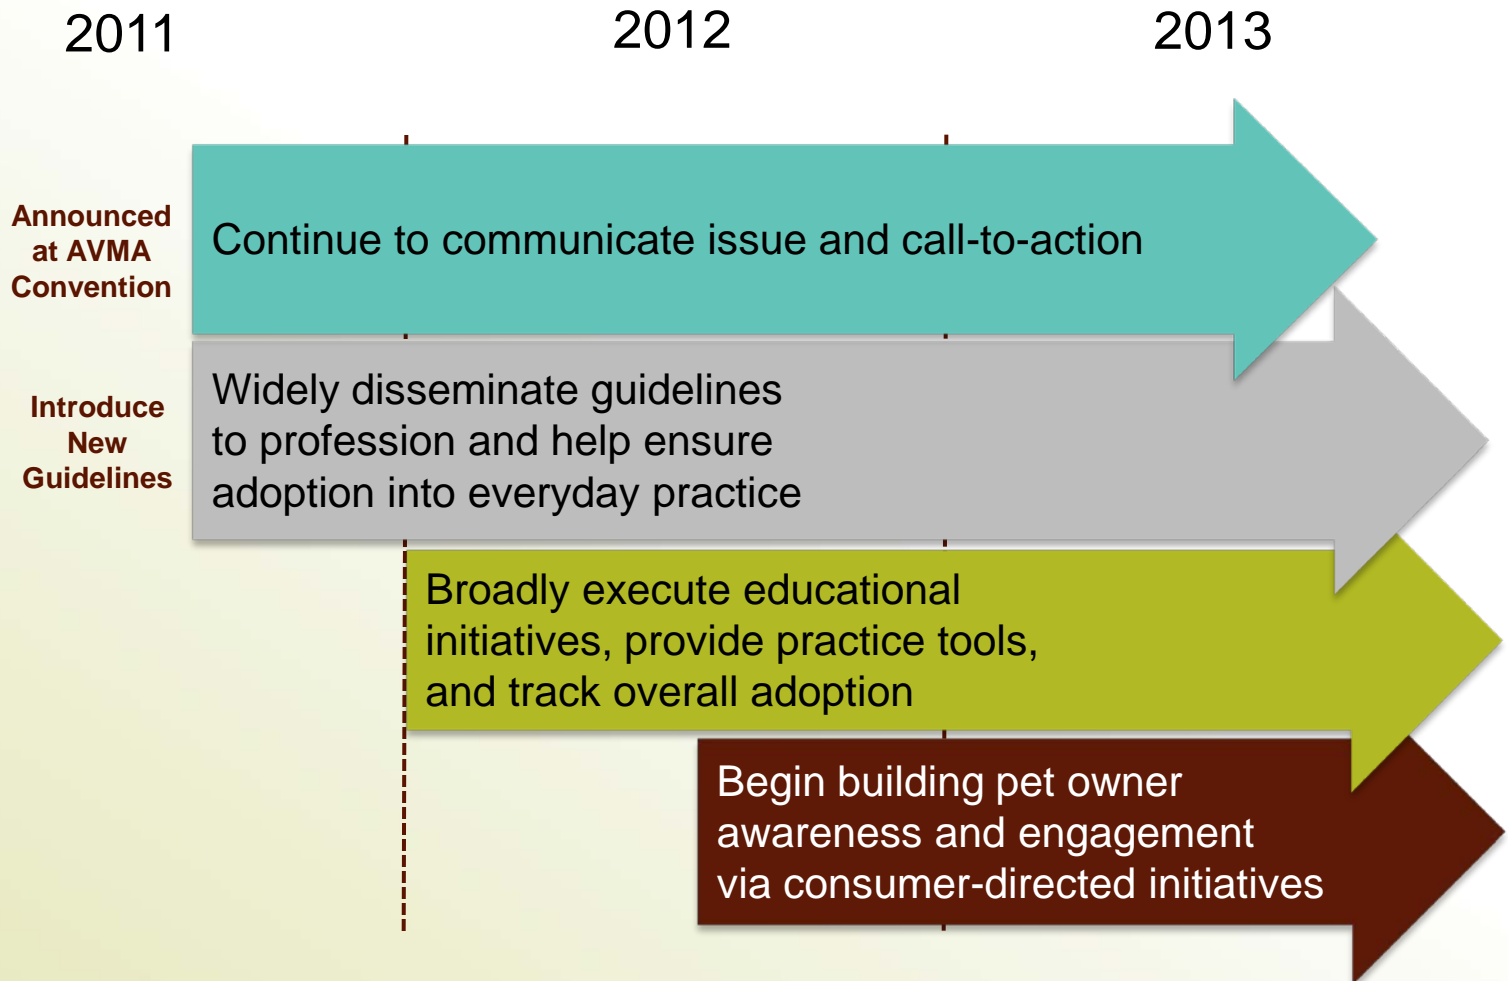 2011
2012
2013
Announced
at AVMA
Convention
Continue to communicate issue and call-to-action
Introduce
New
Guidelines
Widely disseminate guidelines
to profession and help ensure
adoption into everyday practice
Broadly execute educational
initiatives, provide practice tools,
and track overall adoption
Begin building pet owner
awareness and engagement
via consumer-directed initiatives